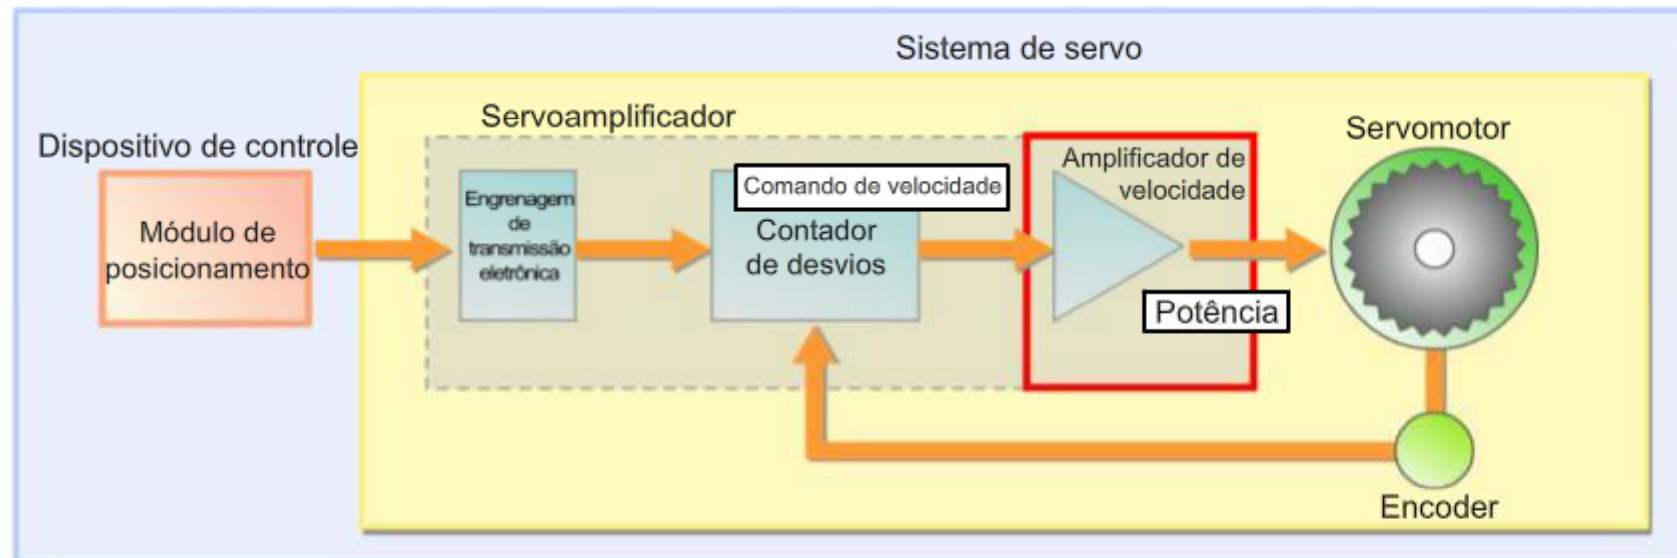 Sistema de servo
Servoamplificador
Dispositivo de controle
Módulo de
posicionamento
Engrenagem
de
transmissão
eletrônica
Comando de velocidade
Contador
de desvios
Amplificador de
velocidade
Potência
Servomotor
Encoder